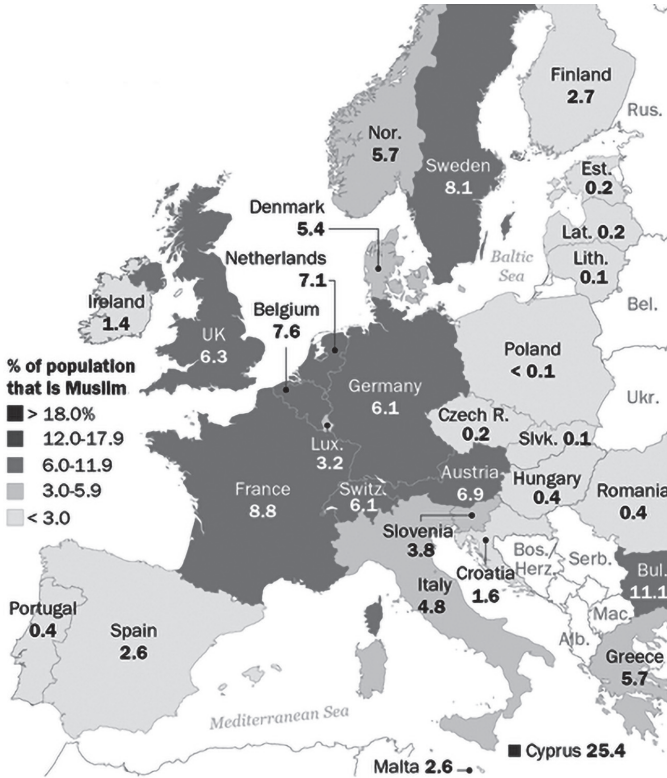 Finland
2.7
Rus.
Nor.
5.7
Sweden
8.1
Est.
0.2
Denmark
5.4
Lat. 0.2
Netherlands
7.1
Baltic
Sea
Lith.
0.1
Belgium
7.6
Ireland
1.4
Bel.
UK
6.3
Poland
< 0.1
% of population
that is Muslim
> 18.0%
12.0-17.9
6.0-11.9
3.0-5.9
< 3.0
Germany
6.1
Ukr.
Czech R.
0.2
Slvk. 0.1
Lux.
3.2
Austria
6.9
Hungary
0.4
Romania
0.4
France
8.8
Switz.
6.1
Slovenia
3.8
Bos./
Herz.
Serb.
Croatia
1.6
Bul.
11.1
Italy
4.8
Portugal
0.4
Spain
2.6
Mac.
Alb.
Greece
5.7
Mediterranean Sea
Cyprus 25.4
Malta 2.6